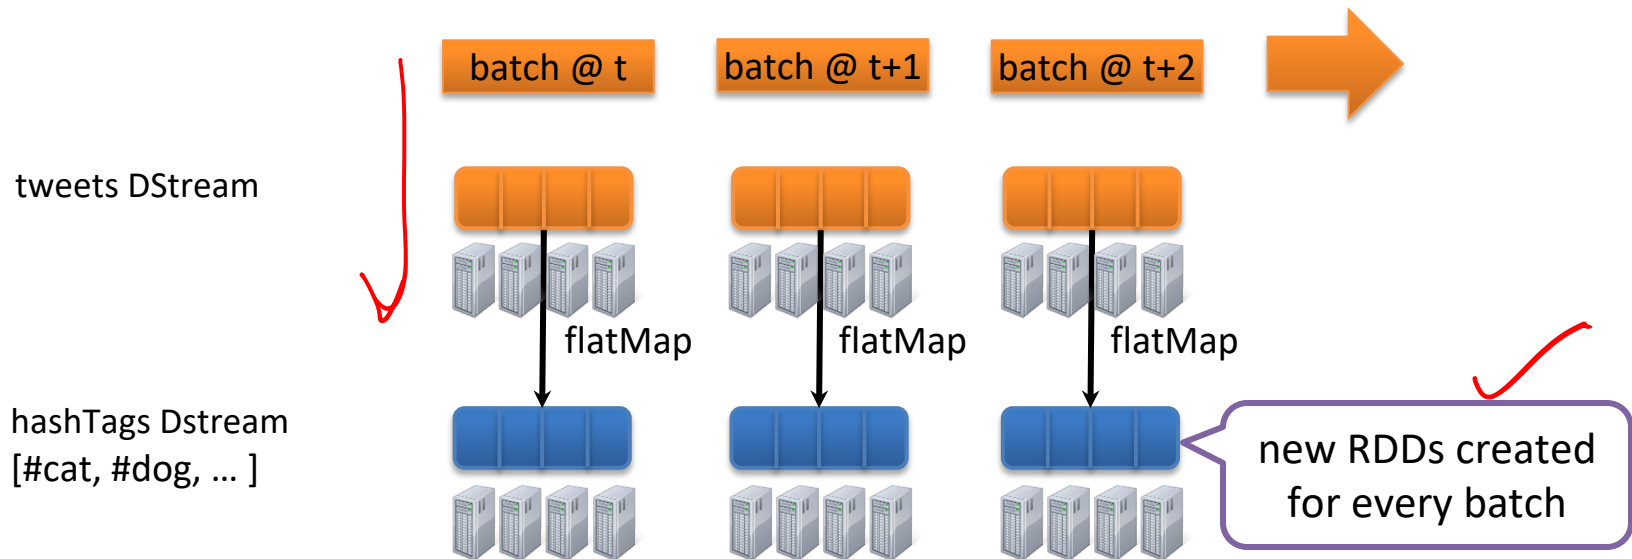 batch @ t
batch @ t+1
batch @ t+2
tweets DStream
flatMap
flatMap
flatMap
hashTags Dstream
[#cat, #dog, … ]
new RDDs created
for every batch